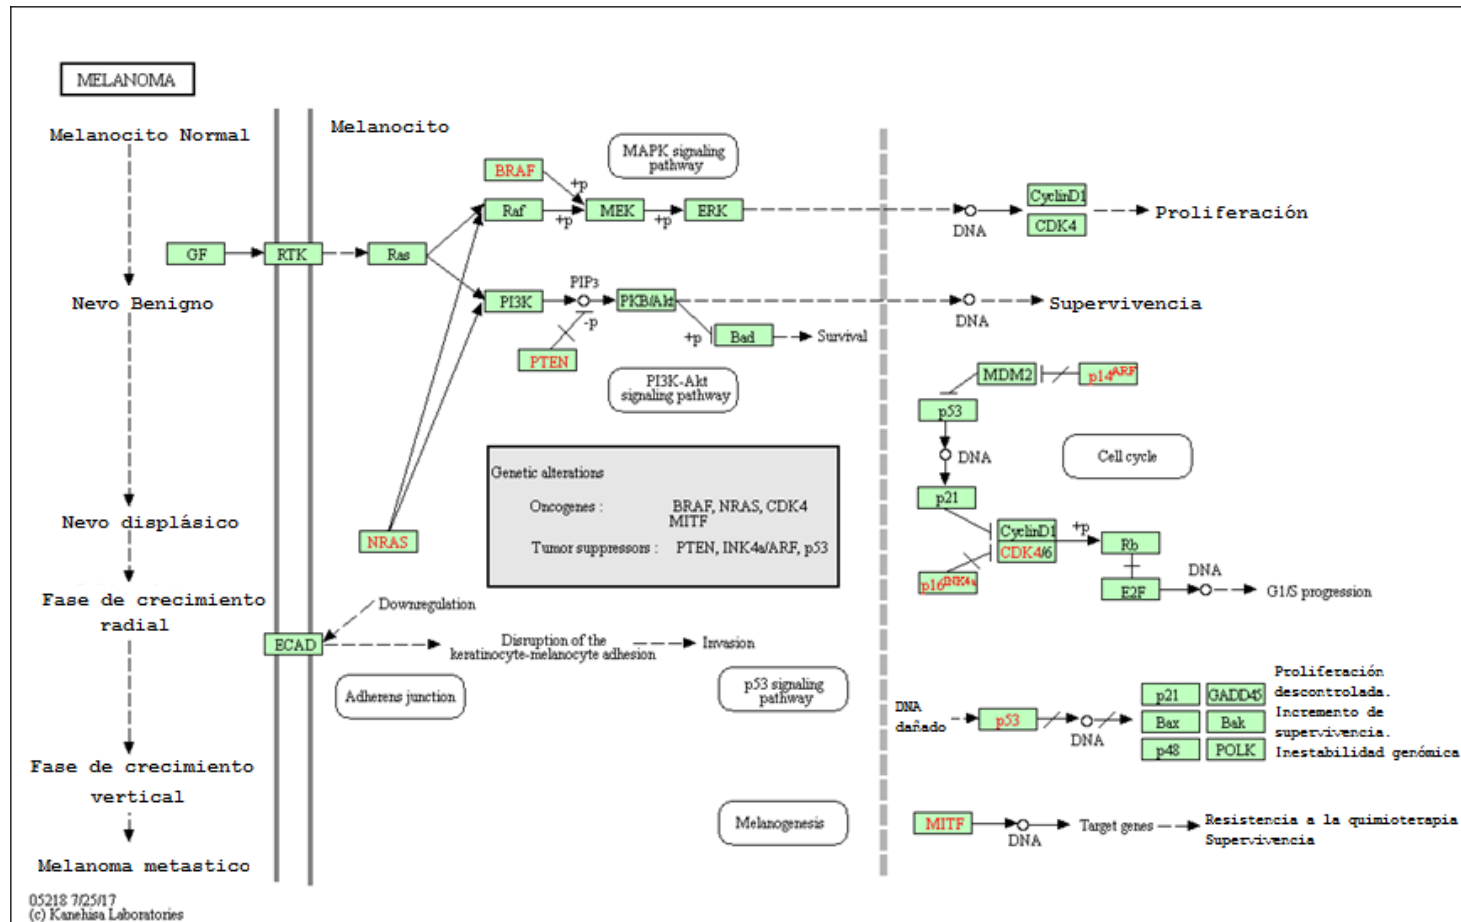 MELANOMA
Melanocito Normal
Nevo Benigno
Nevo displásico
Fase de crecimiento
radial
Fase de crecimiento
vertical
Melanoma metastico
Melanocito
MAPK signaling
pathway
BRAF
+p
Raf
+p
MEK
+p
ERK
DNA
CyclinD1
CDK4
Proliferación
GF
RTK
Ras
PI3K
PIP3
-p
PKB/Akt
DNA
Supervivencia
PTEN
+p
Bad
Survival
PI3K-Akt
signaling pathway
MDM2
p14ARF
p53
DNA
Cell cycle
p21
CyclinD1
CDK4/6
+p
Rb
p16INK4a
E2F
DNA
G1/S progression
NRAS
Genetic alterations
Oncogenes : BRAF, NRAS, CDK4
MITF
Tumor suppressors : PTEN, INK4a/ARF, p53
Downregulation
ECAD
Disruption of the
keratinocyte-melanocyte adhesion
Invasion
Adherens junction
p53 signaling
pathway
DNA
dañado
p53
DNA
p21
GADD45
Bax
Bak
p48
POLK
Proliferación
descontrolada.
Incremento de
supervivencia.
Inestabilidad genómica
Melanogenesis
MITF
DNA
Target genes
Resistencia a la quimioterapia
Supervivencia
05218 7/25/17
(c) Kanehisa Laboratories